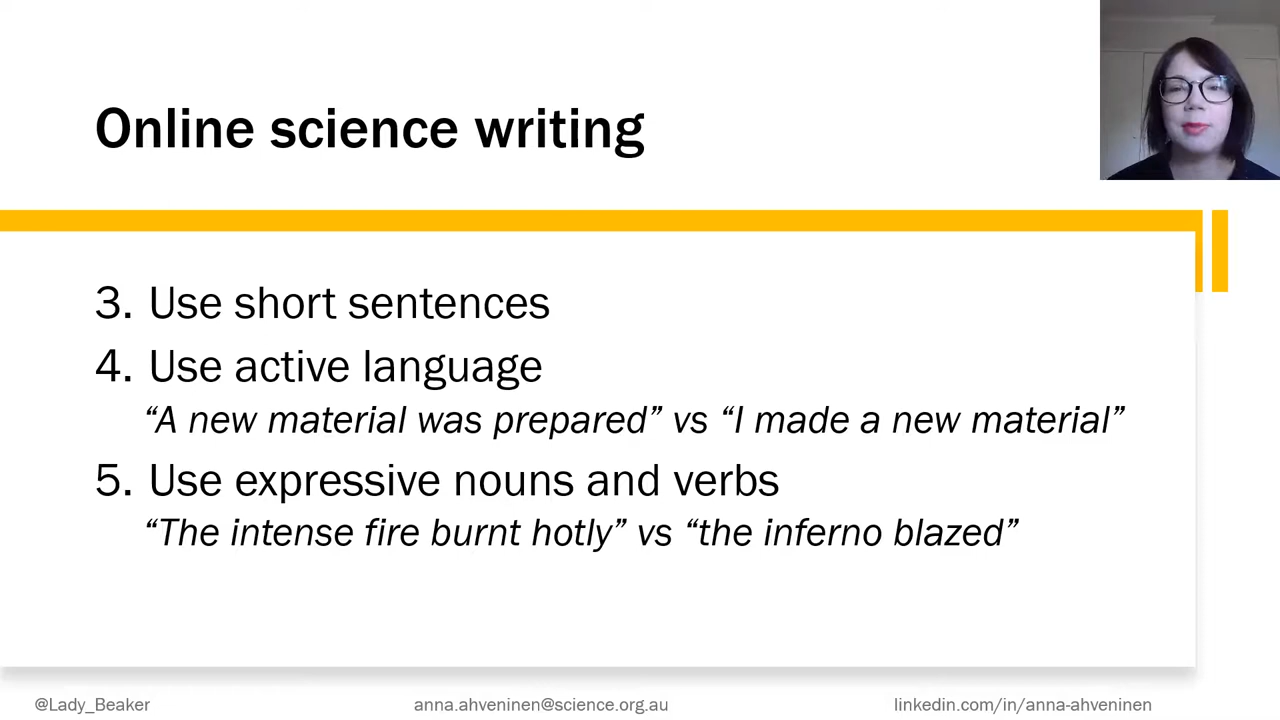 Online science writing
3. Use short sentences
4. Use active language
“A new material was prepared” vs “I made a new material”
5. Use expressive nouns and verbs
“The intense fire burnt hotly” vs “the inferno blazed”
@Lady_Beaker
anna.ahveninen@science.org.au
linkedin.com/in/anna-ahveninen